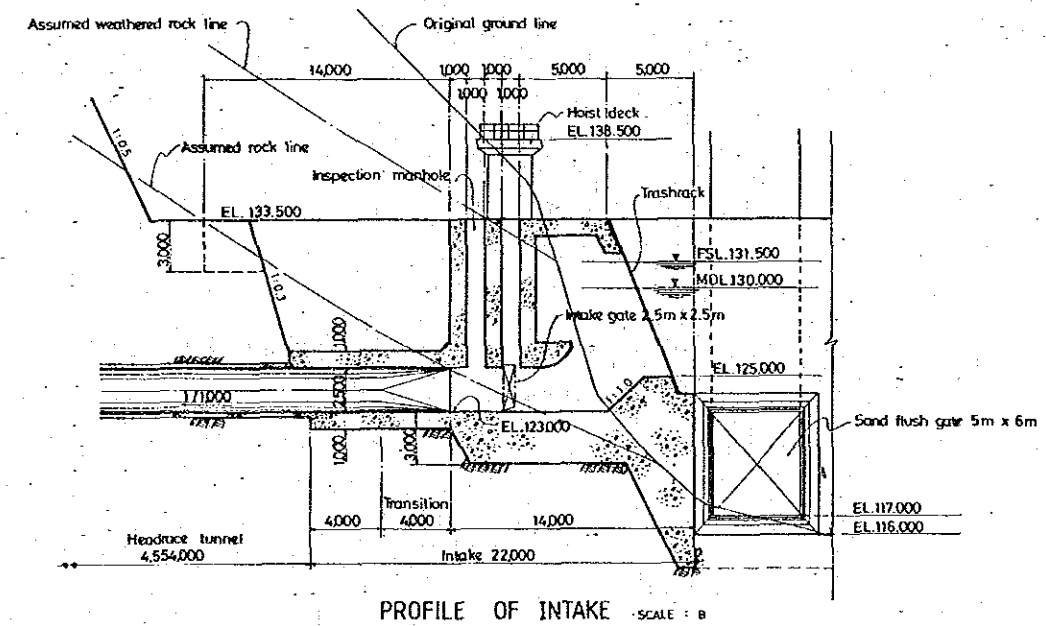 Assumed weathered rock line
Original ground line
14,000
1,000
1,000
5,000
5,000
1,000
1,000
Hoist deck
EL.138.500
1:0.5
Assumed rock line
Inspection manhole
Trashrack
EL.133.500
3,000
FSL.131.500
MOL.130.000
1:0.3
Intake gate 2.5m x 2.5m
1,000
EL.125.000
2,500
1/1,000
1:1.0
EL.123.000
Sand flush gate 5m x 6m
1,000
3,000
Transition
4,000
4,000
14,000
EL.117.000
EL.116.000
Headrace tunnel
4,554,000
Intake 22,000
PROFILE OF INTAKE SCALE : B